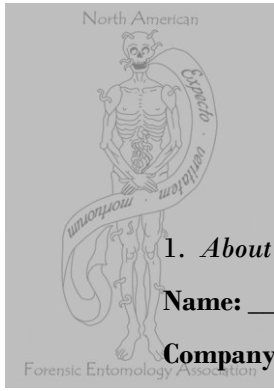 North American
Expecto · veritatem
mortuorum
1. About
Name: __
Company
Forensic Entomology Association